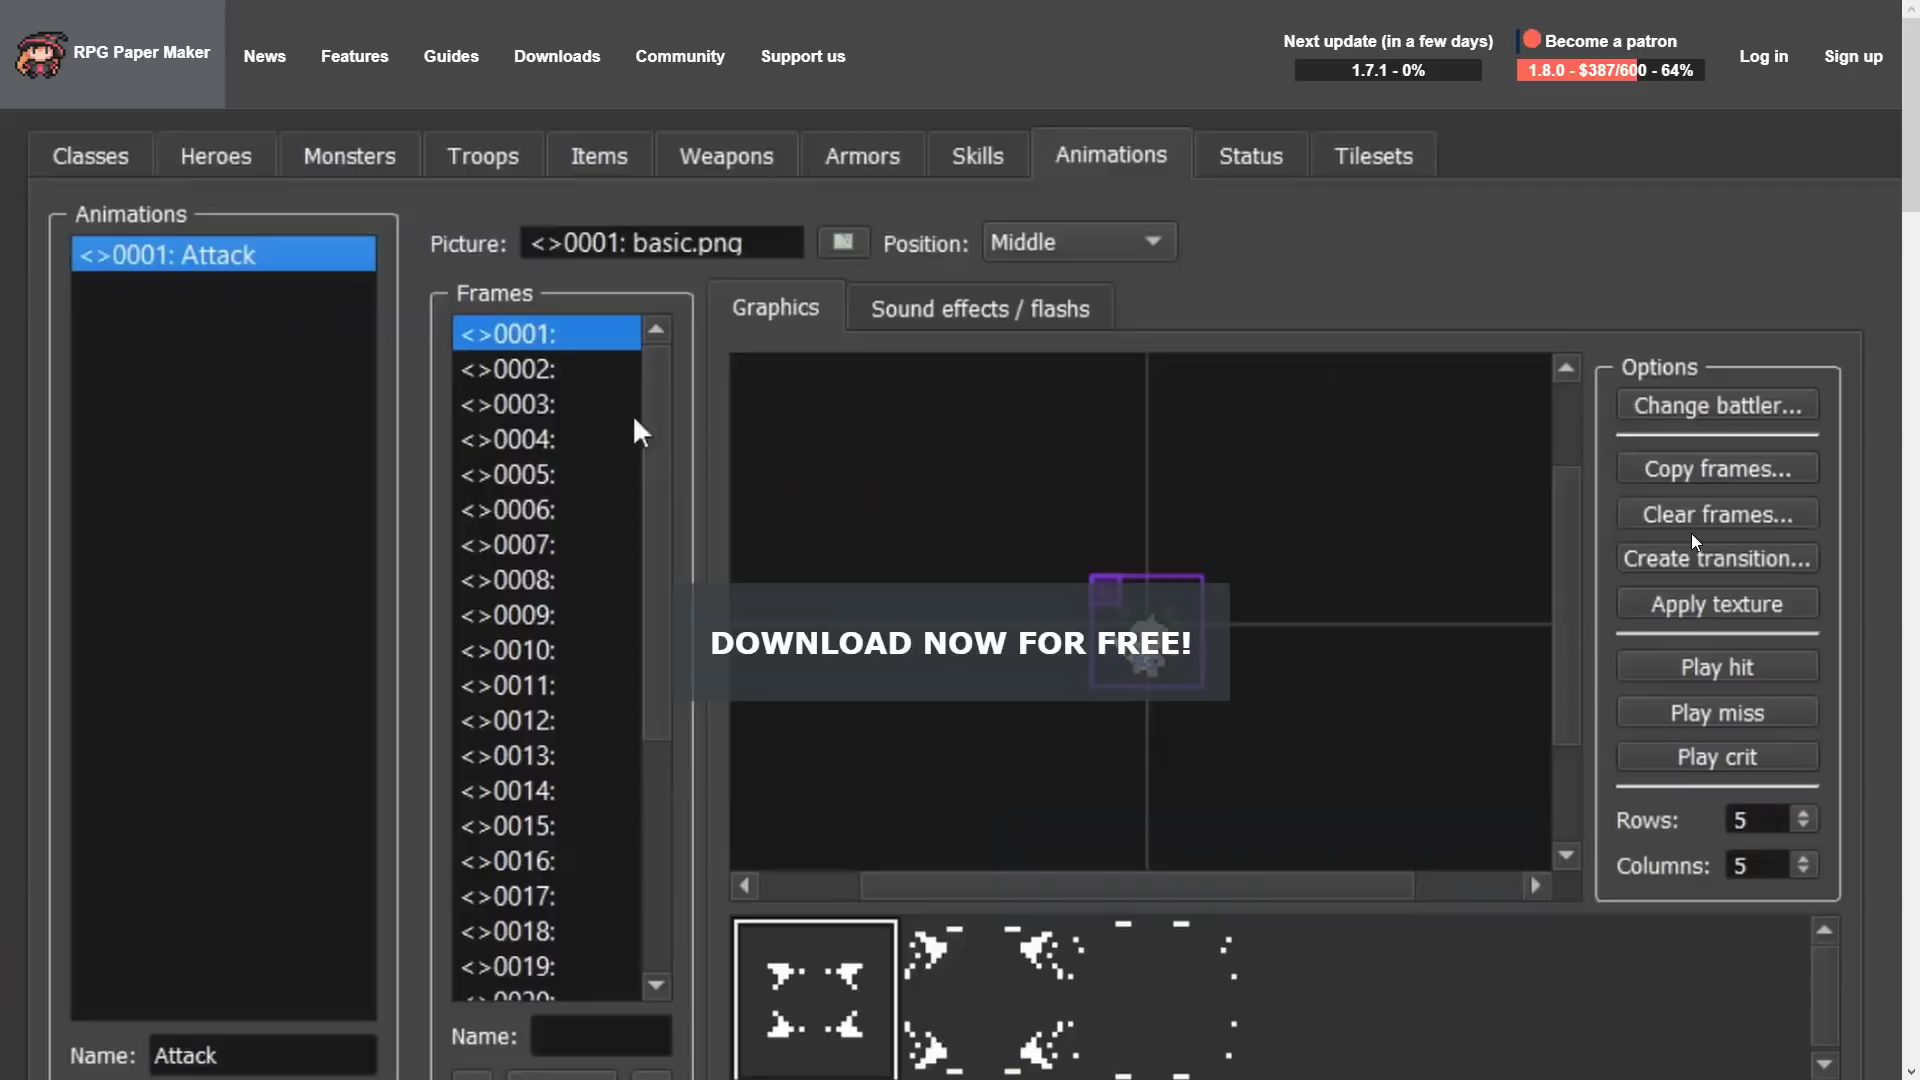 RPG Paper Maker
News
Features
Guides
Downloads
Community
Support us
Next update (in a few days)
1.7.1 - 0%
Become a patron
1.8.0 - $387/600 - 64%
Log in
Sign up
Classes
Heroes
Monsters
Troops
Items
Weapons
Armors
Skills
Animations
Status
Tilesets
Animations
<>0001: Attack
Name: Attack
Picture: <>0001: basic.png
Position: Middle
Frames
<>0001:
<>0002:
<>0003:
<>0004:
<>0005:
<>0006:
<>0007:
<>0008:
<>0009:
<>0010:
<>0011:
<>0012:
<>0013:
<>0014:
<>0015:
<>0016:
<>0017:
<>0018:
<>0019:
<>0020:
Name:
Graphics
Sound effects / flashs
DOWNLOAD NOW FOR FREE!
Options
Change battler...
Copy frames...
Clear frames...
Create transition...
Apply texture
Play hit
Play miss
Play crit
Rows: 5
Columns: 5